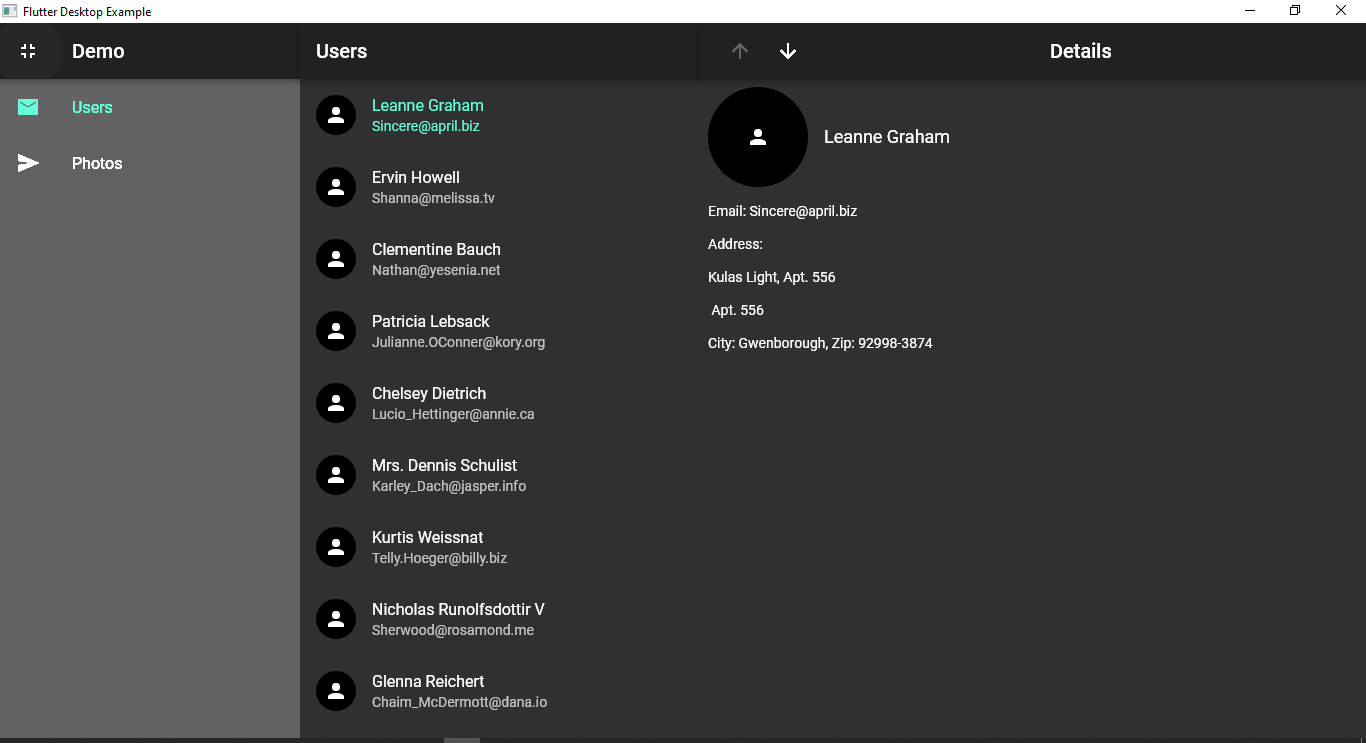 Flutter Desktop Example
Demo
Users
Photos
Users
Leanne Graham
Sincere@april.biz
Ervin Howell
Shanna@melissa.tv
Clementine Bauch
Nathan@yesenia.net
Patricia Lebsack
Julianne.OConner@kory.org
Chelsey Dietrich
Lucio_Hettinger@annie.ca
Mrs. Dennis Schulist
Karley_Dach@jasper.info
Kurtis Weissnat
Telly.Hoeger@billy.biz
Nicholas Runolfsdottir V
Sherwood@rosamond.me
Glenna Reichert
Chaim_McDermott@dana.io
Details
Leanne Graham
Email: Sincere@april.biz
Address:
Kulas Light, Apt. 556
Apt. 556
City: Gwenborough, Zip: 92998-3874